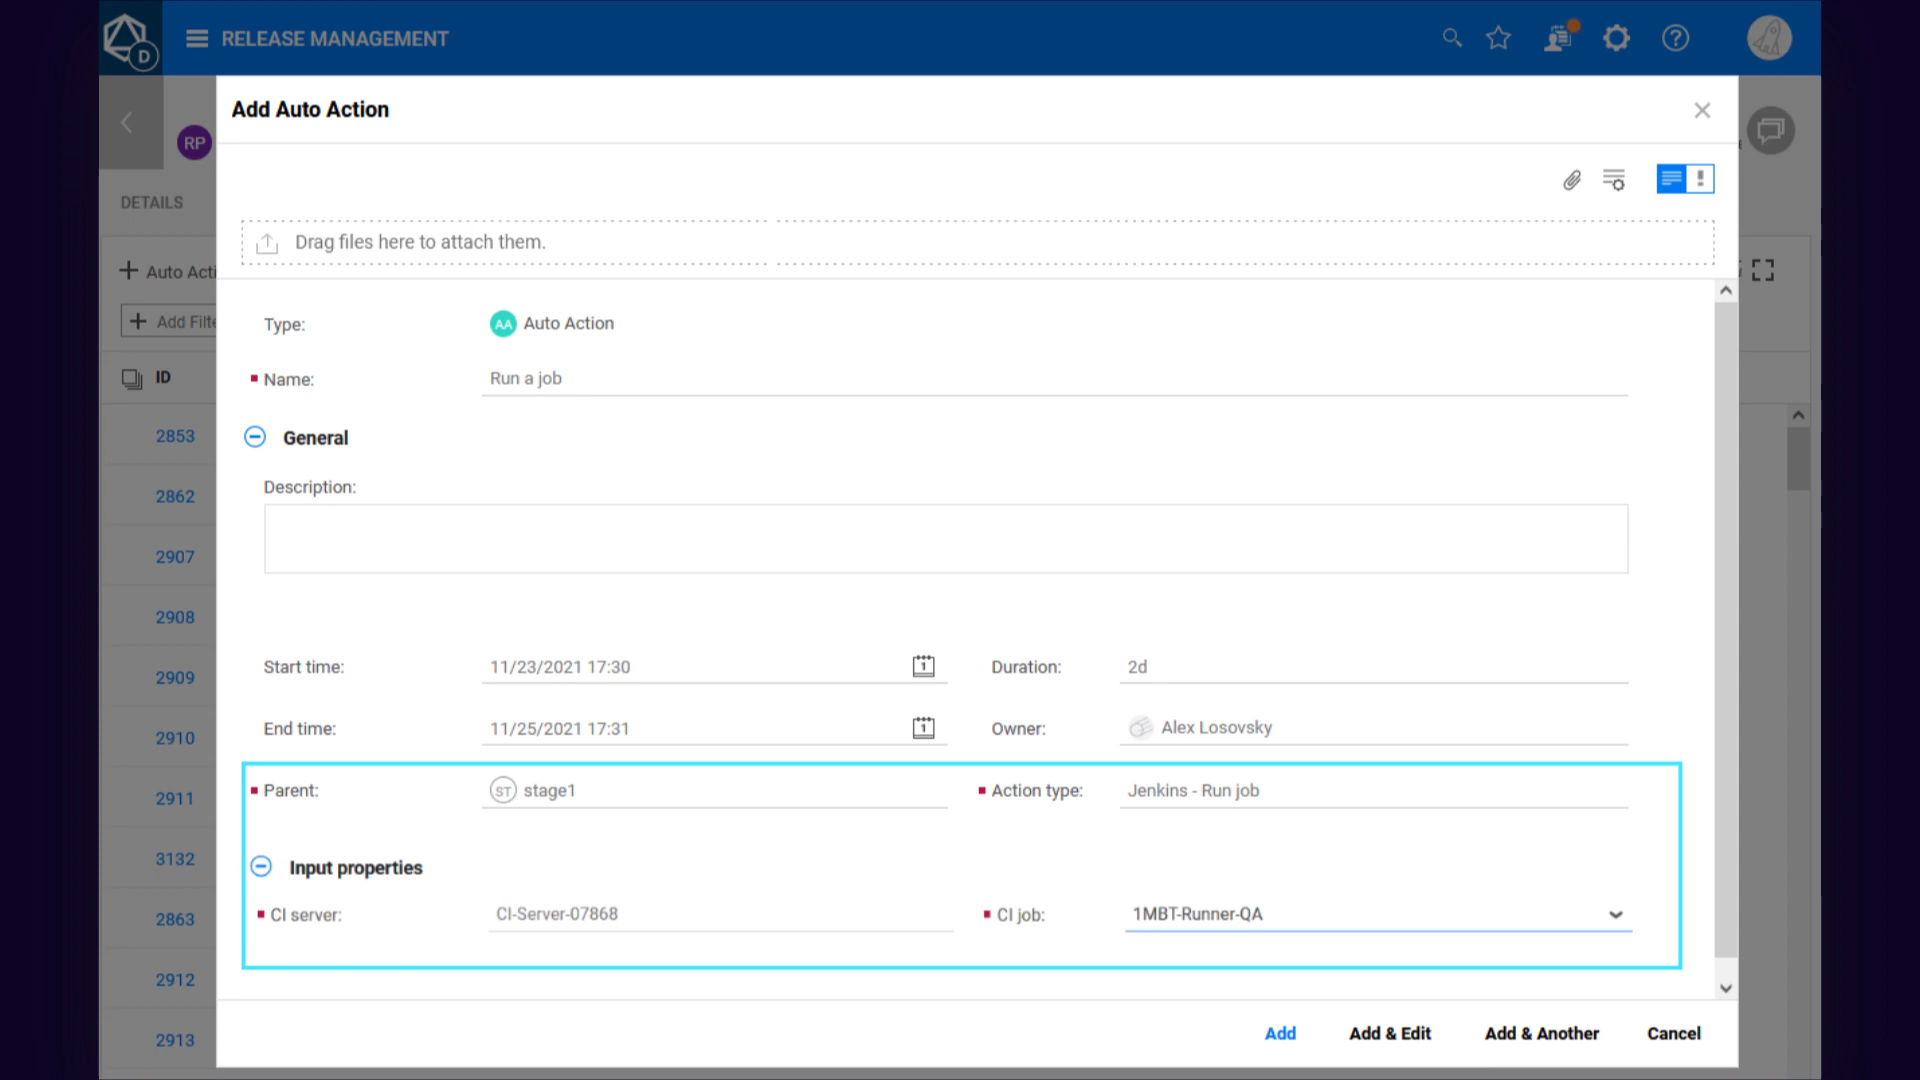 D
RELEASE MANAGEMENT
Add Auto Action
RP
DETAILS
Drag files here to attach them.
Auto Acti
Add Filte
Type: AA Auto Action
ID
Name: Run a job
2853
General
Description:
2862
2907
2908
Start time: 11/23/2021 17:30 1 Duration: 2d
2909
End time: 11/25/2021 17:31 1 Owner: Alex Losovsky
2910
Parent: ST stage1 Action type: Jenkins - Run job
2911
3132
Input properties
CI server: CI-Server-07868 CI job: 1MBT-Runner-QA
2863
2912
Add Add & Edit Add & Another Cancel
2913